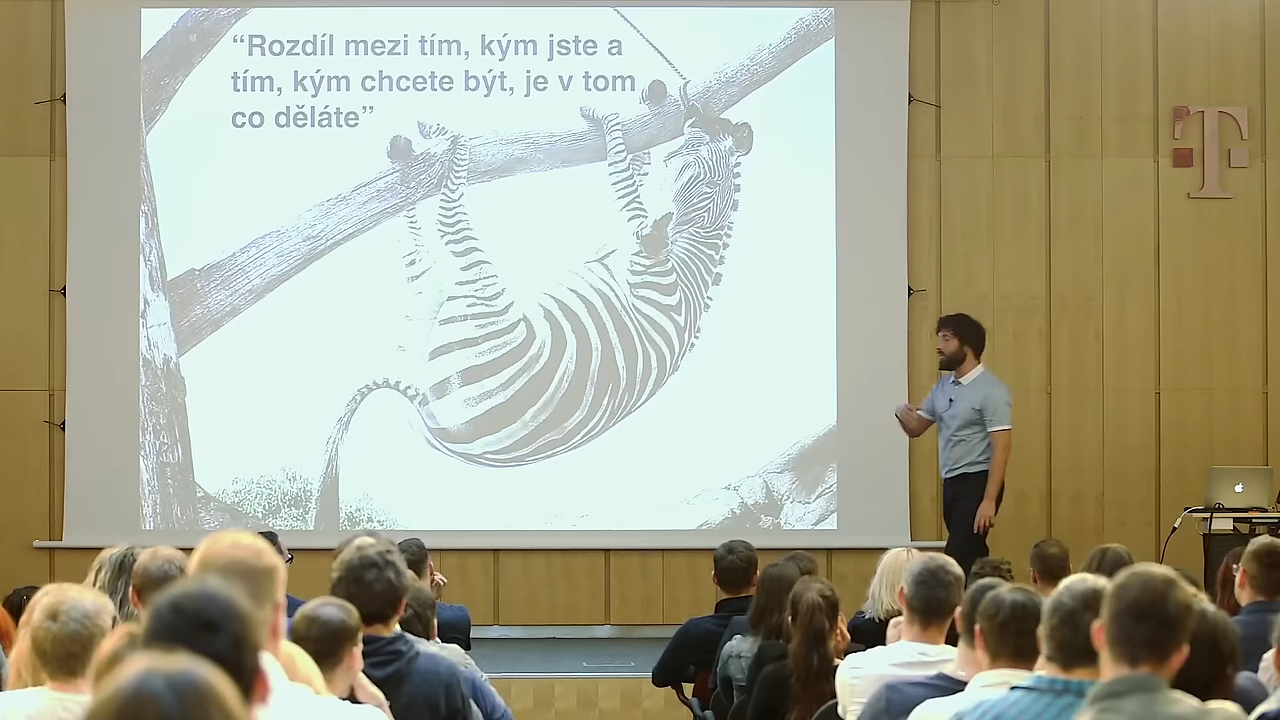 “Rozdíl mezi tím, kým jste a
tím, kým chcete být, je v tom
co děláte”
T